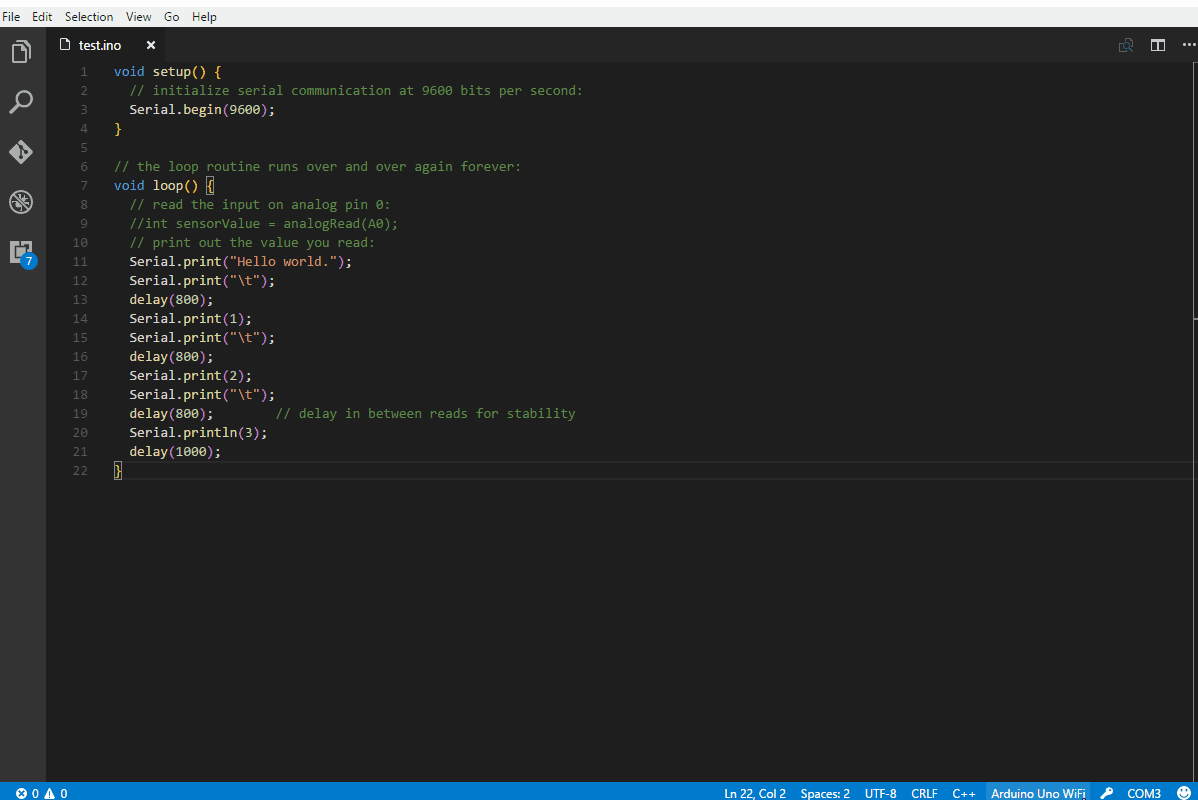 File Edit Selection View Go Help
test.ino
1 void setup() {
2   // initialize serial communication at 9600 bits per second:
3   Serial.begin(9600);
4 }
5
6 // the loop routine runs over and over again forever:
7 void loop() {
8   // read the input on analog pin 0:
9   //int sensorValue = analogRead(A0);
10   // print out the value you read:
11   Serial.print("Hello world.");
12   Serial.print("\t");
13   delay(800);
14   Serial.print(1);
15   Serial.print("\t");
16   delay(800);
17   Serial.print(2);
18   Serial.print("\t");
19   delay(800);        // delay in between reads for stability
20   Serial.println(3);
21   delay(1000);
22 }
7
0 0 Ln 22, Col 2 Spaces: 2 UTF-8 CRLF C++ Arduino Uno WiFi COM3